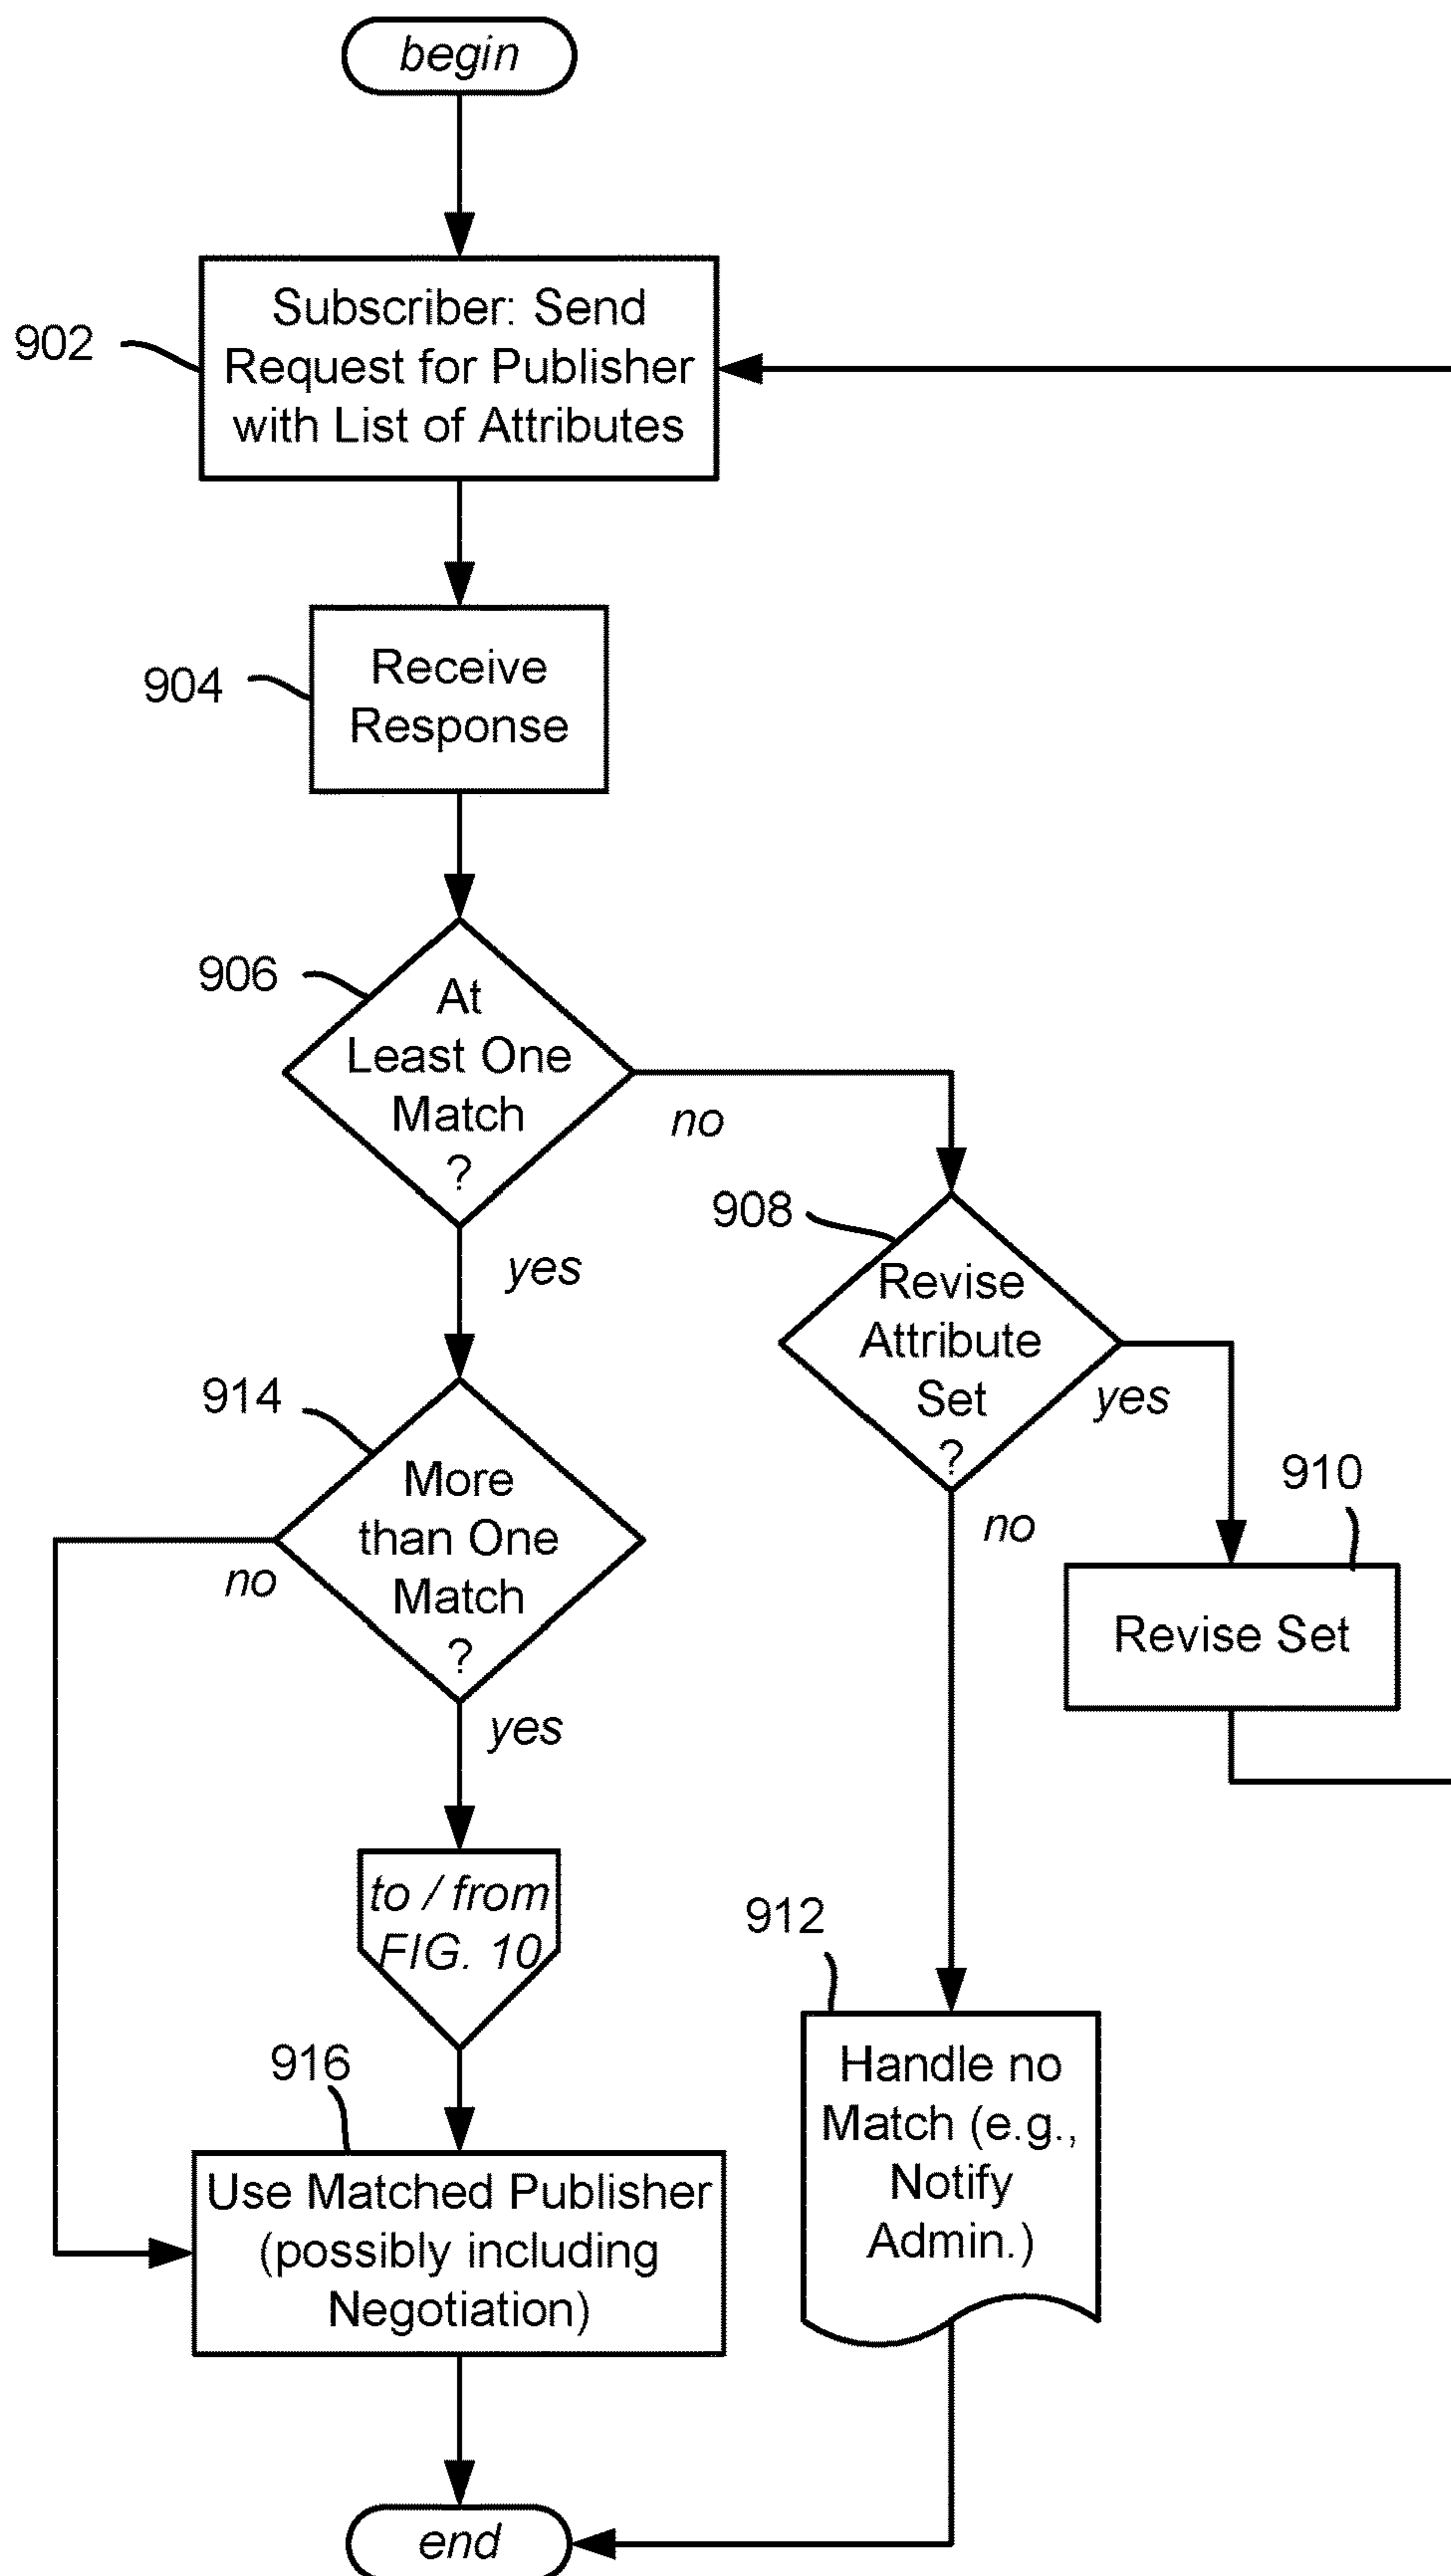 begin
902
Subscriber: Send
Request for Publisher
with List of Attributes
904
Receive
Response
906
At
Least One
Match
?
no
yes
908
Revise
Attribute
Set
?
yes
no
910
Revise Set
914
More
than One
Match
?
no
yes
to / from
FIG. 10
912
Handle no
Match (e.g.,
Notify
Admin.)
916
Use Matched Publisher
(possibly including
Negotiation)
end